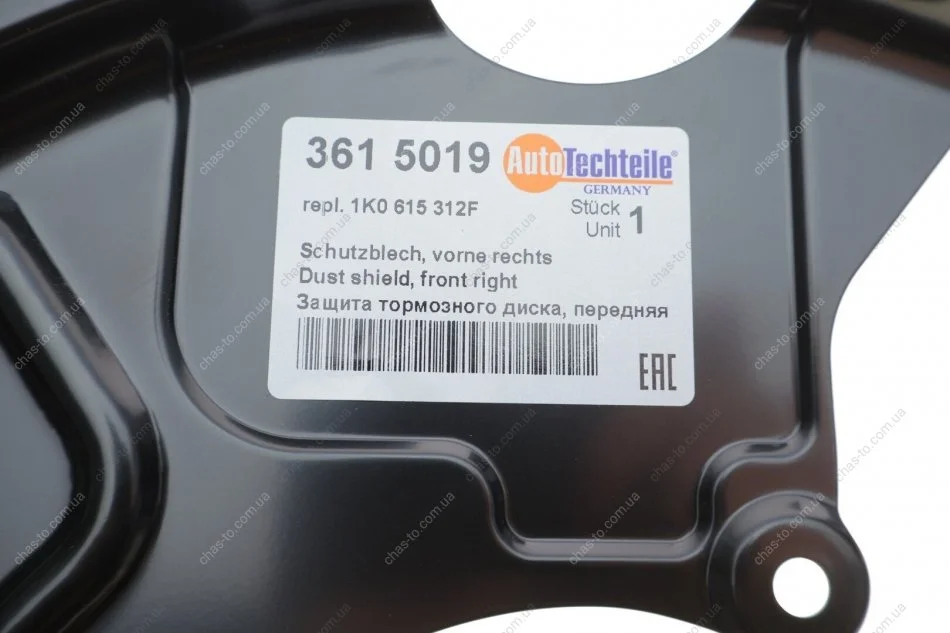 361 5019 AutoTechteile®
GERMANY
repl. 1K0 615 312F
Stück 1
Unit
Schutzblech, vorne rechts
Dust shield, front right
Защита тормозного диска, передняя
EAC
chas-to.com.ua